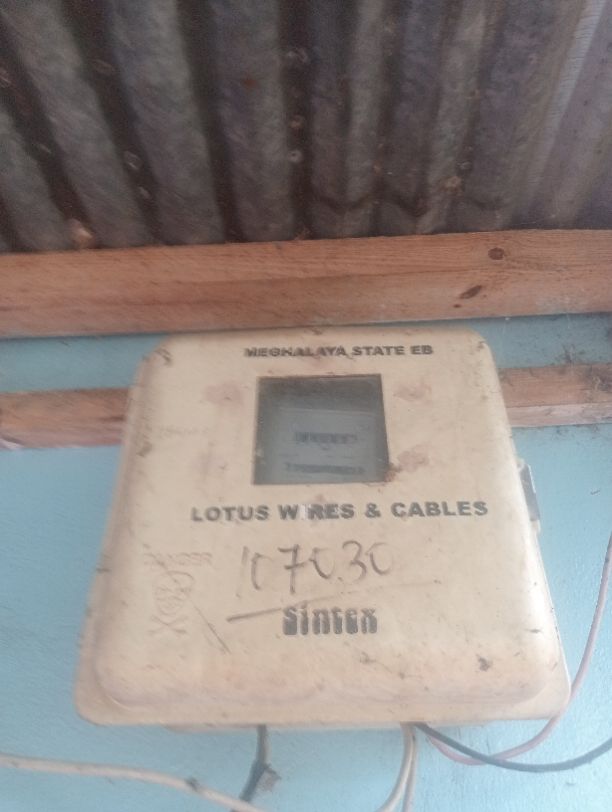 MEGHALAYA STATE EB
LOTUS WIRES & CABLES
107030
Sintex